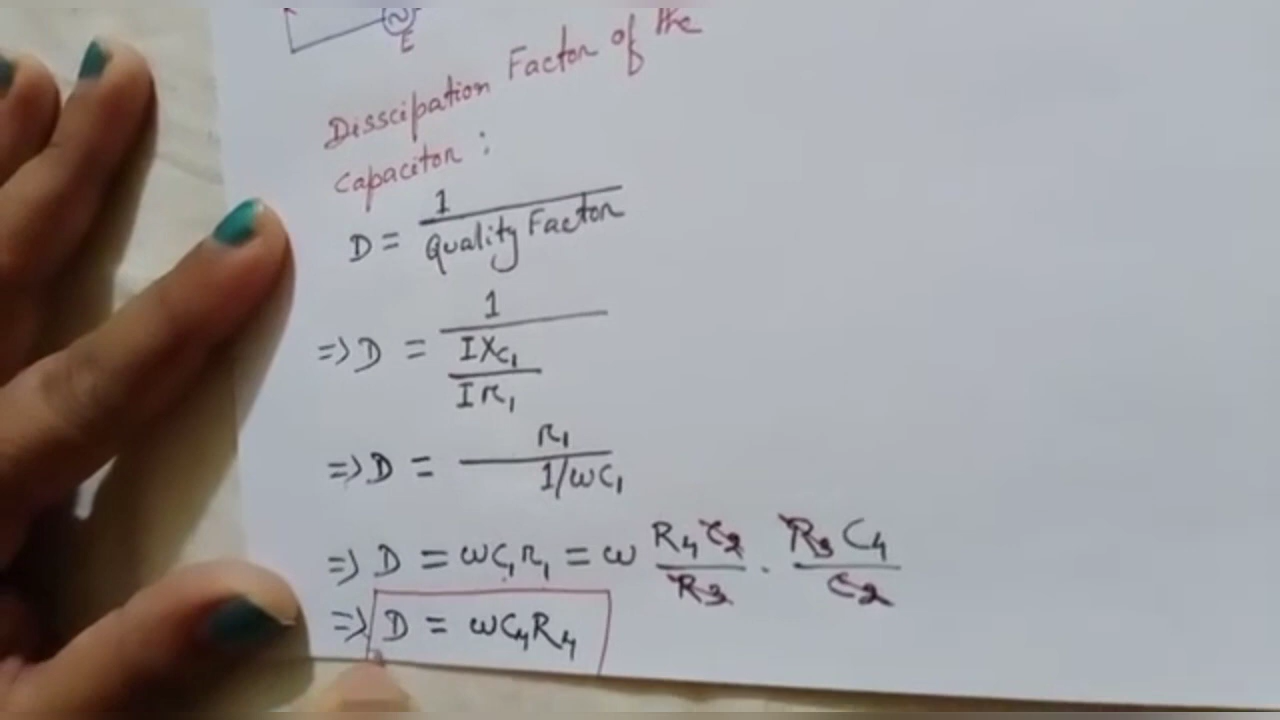 E
Disscipation Factor of the
capacitor :
D = 1 / Quality Factor
=> D = 1 / (IXC₁ / Ir₁)
=> D = r₁ / (1/ωC₁)
=> D = ωC₁r₁ = ω R₄C₂ / R₃ . R₃C₄ / C₂
=> D = ωC₄R₄